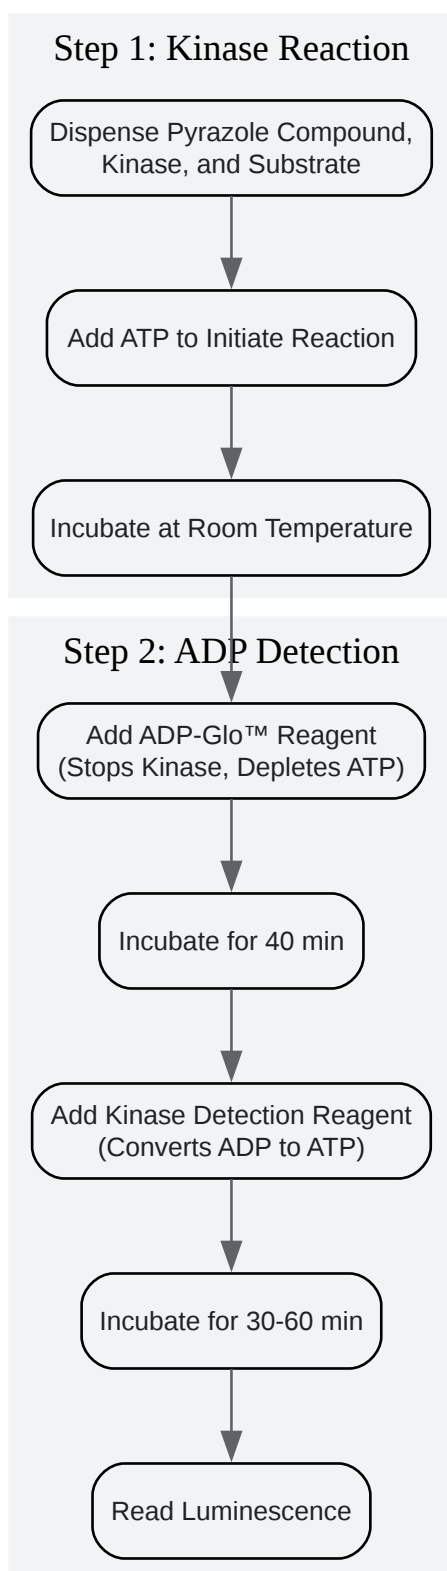 Step 1: Kinase Reaction
Dispense Pyrazole Compound,
Kinase, and Substrate
Add ATP to Initiate Reaction
Incubate at Room Temperature
Step 2: ADP Detection
Add ADP-Glo™ Reagent
(Stops Kinase, Depletes ATP)
Incubate for 40 min
Add Kinase Detection Reagent
(Converts ADP to ATP)
Incubate for 30-60 min
Read Luminescence